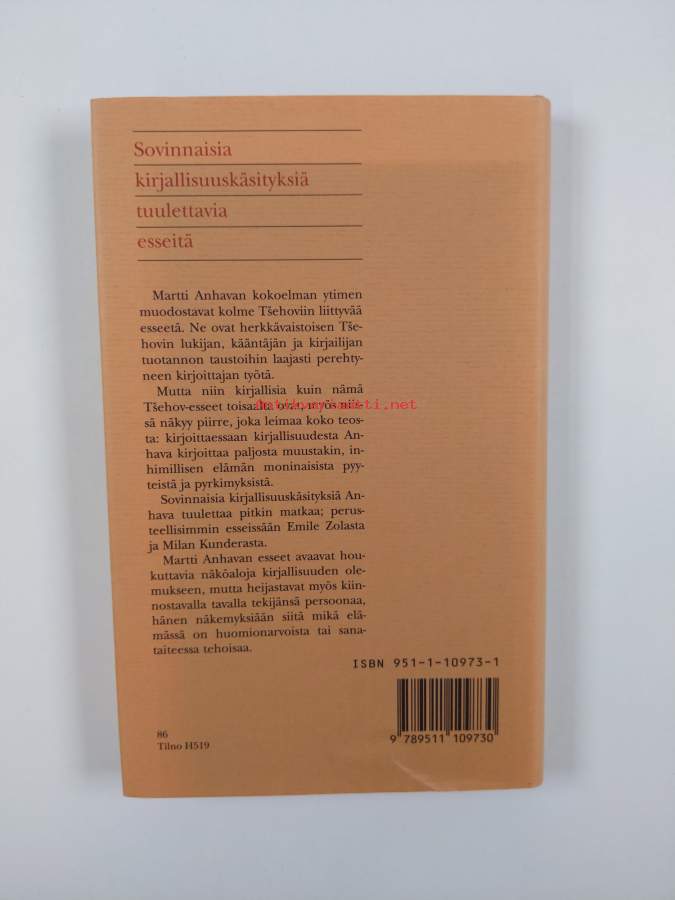 Sovinnaisia
kirjallisuuskäsityksiä
tuulettavia
esseitä
Martti Anhavan kokoelman ytimen
muodostavat kolme Tšehoviin liittyvää
esseetä. Ne ovat herkkävaistoisen Tše-
hovin lukijan, kääntäjän ja kirjailijan
tuotannon taustoihin laajasti perehty-
neen kirjoittajan työtä.
Mutta niin kirjallisia kuin nämä
Tšehov-esseet toisaalta ovat, myös niis-
sä näkyy piirre, joka leimaa koko teos-
ta: kirjoittaessaan kirjallisuudesta An-
hava kirjoittaa paljosta muustakin, in-
himillisen elämän moninaisista pyy-
teistä ja pyrkimyksistä.
Sovinnaisia kirjallisuuskäsityksiä An-
hava tuulettaa pitkin matkaa; perus-
teellisimmin esseissään Emile Zolasta
ja Milan Kunderasta.
Martti Anhavan esseet avaavat hou-
kuttavia näköaloja kirjallisuuden ole-
mukseen, mutta heijastavat myös kiin-
nostavalla tavalla tekijänsä persoonaa,
hänen näkemyksiään siitä mikä elä-
mässä on huomionarvoista tai sana-
taiteessa tehoisaa.
ISBN 951-1-10973-1
9 789511 109730
86
Tilno H519